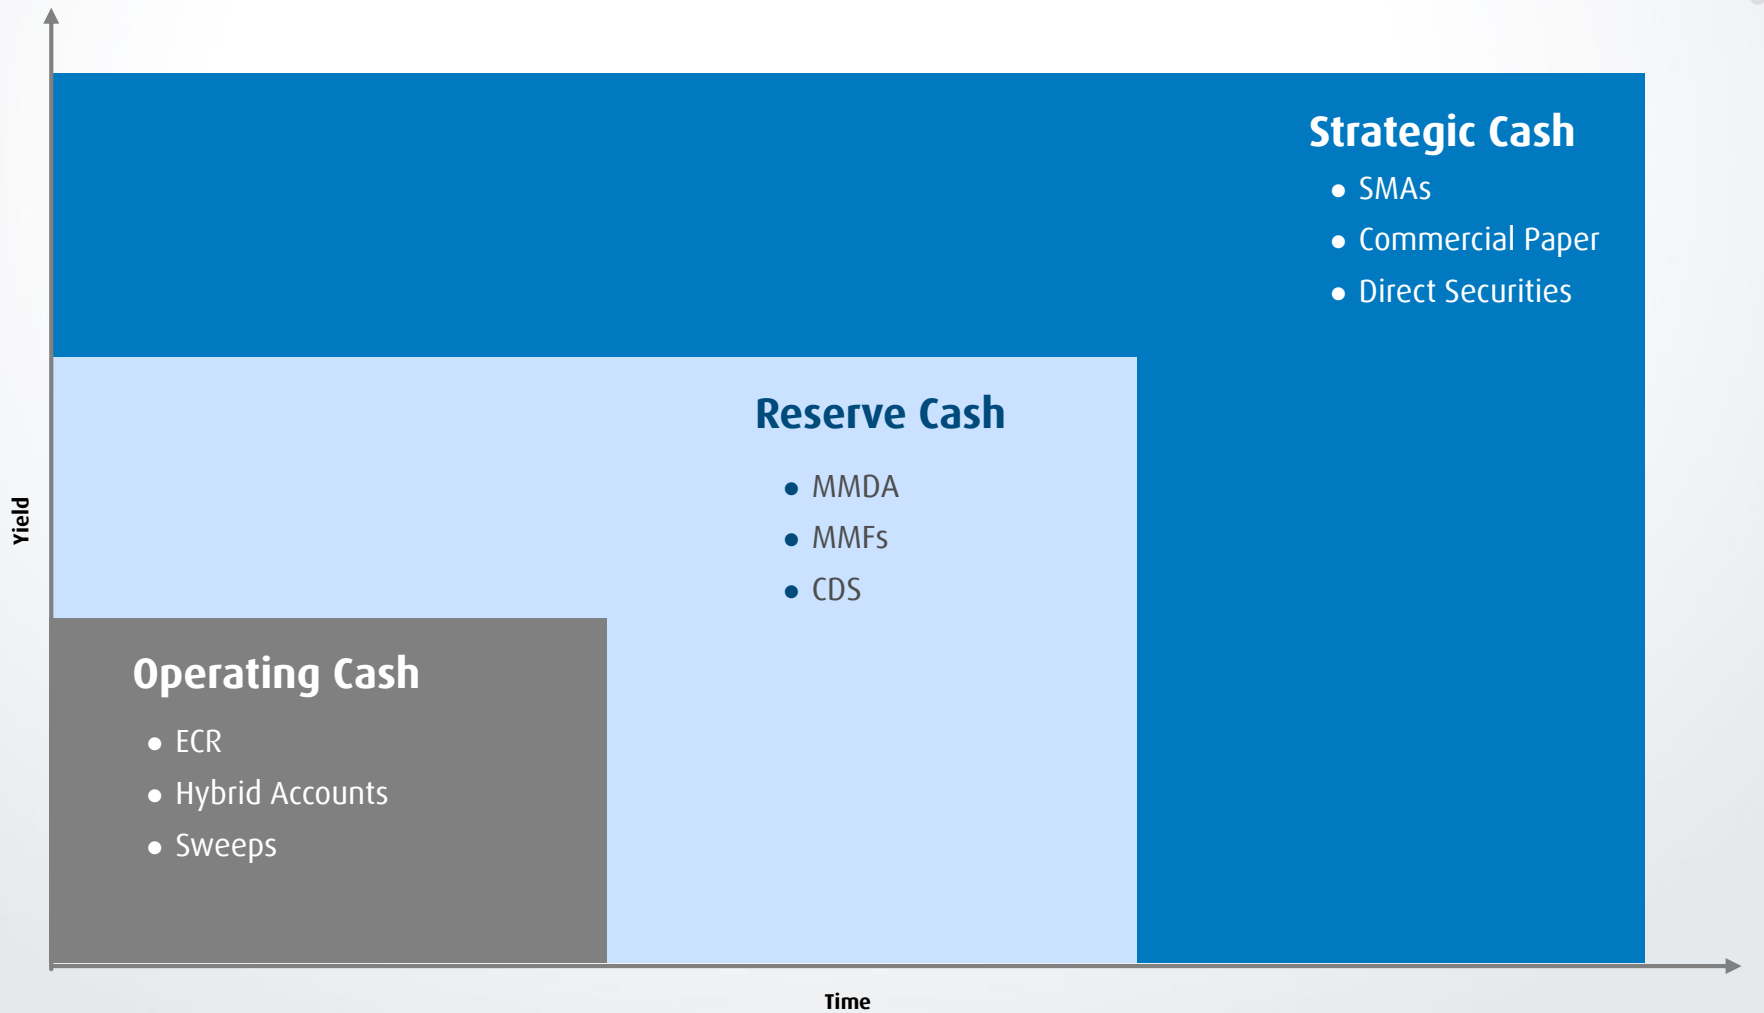 Strategic Cash
• SMAs
• Commercial Paper
• Direct Securities
Reserve Cash
• MMDA
• MMFs
• CDS
Operating Cash
• ECR
• Hybrid Accounts
• Sweeps
Yield
Time